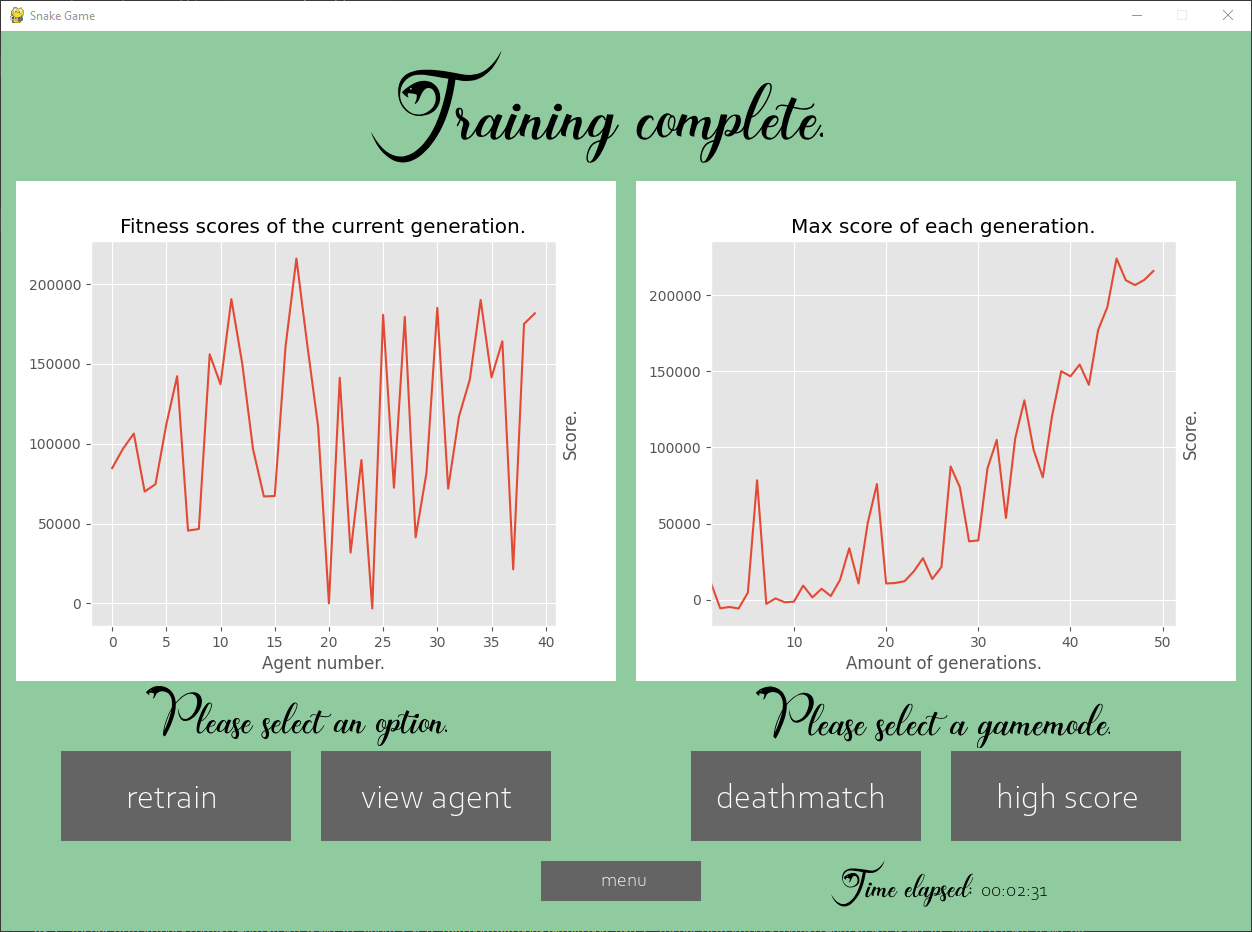 Snake Game
Training complete.
Fitness scores of the current generation.
200000
150000
100000
50000
0
0 5 10 15 20 25 30 35 40
Agent number.
Score.
Max score of each generation.
200000
150000
100000
50000
0
10 20 30 40 50
Amount of generations.
Score.
Please select an option.
Please select a gamemode.
retrain
view agent
deathmatch
high score
menu
Time elapsed: 00:02:31